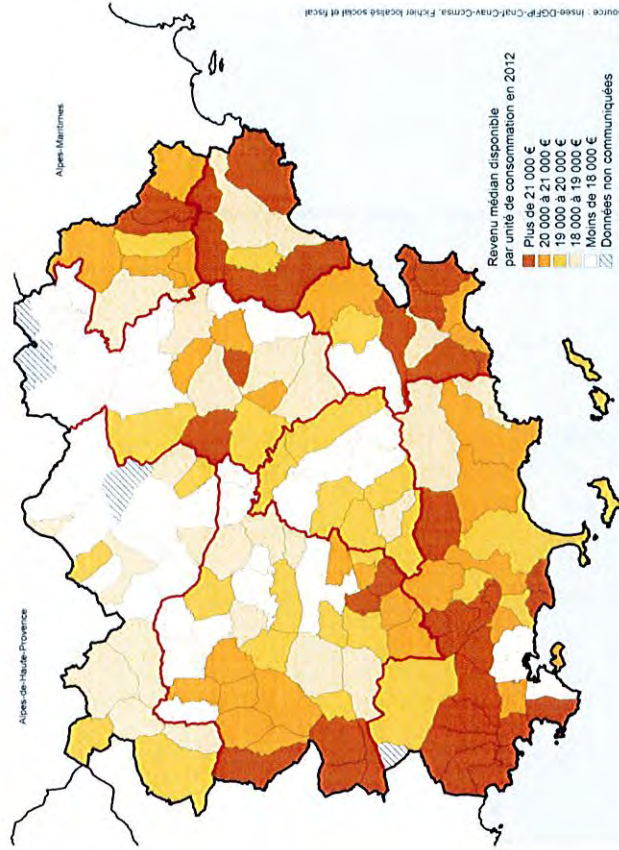 Alpes-de-Haute-Provence
Alpes-Maritimes
Revenu médian disponible
par unité de consommation en 2012
Plus de 21 000 €
20 000 à 21 000 €
19 000 à 20 000 €
18 000 à 19 000 €
Moins de 18 000 €
Données non communiquées
ource : Insee-DGFiP-Cnaf-Cnav-Ccmsa, Fichier localisé social et fiscal